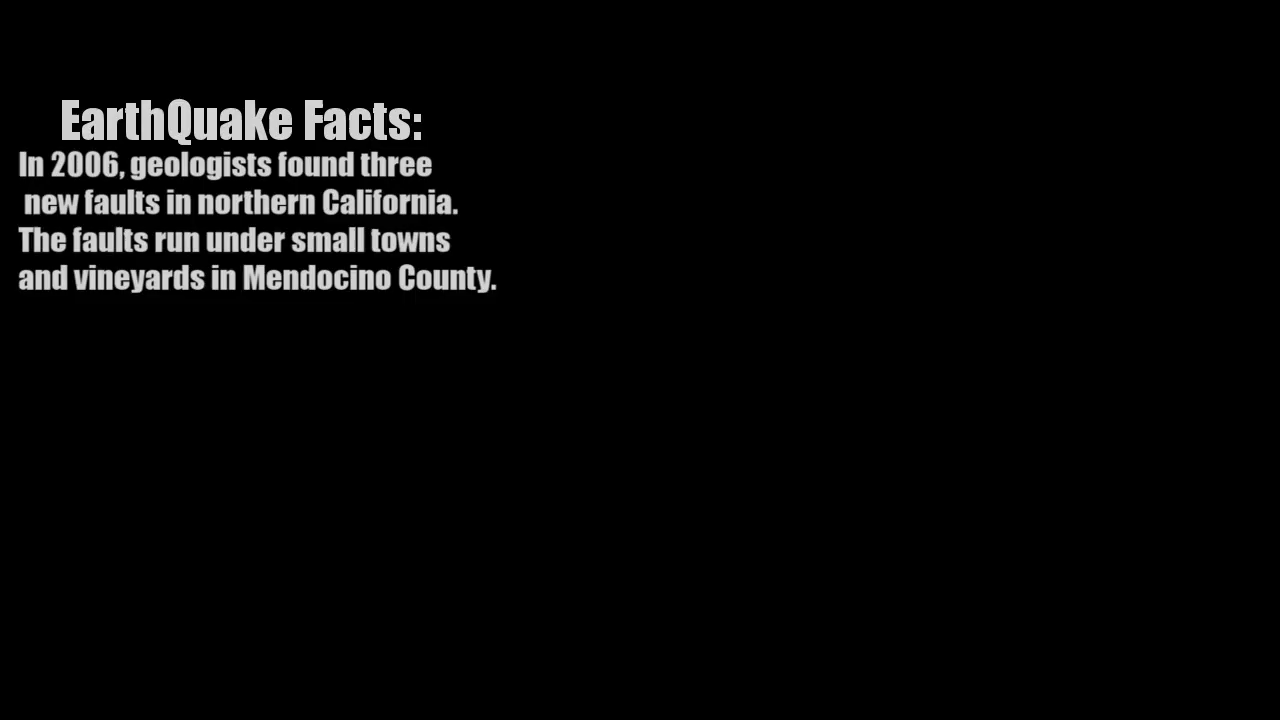 EarthQuake Facts:
In 2006, geologists found three
new faults in northern California.
The faults run under small towns
and vineyards in Mendocino County.